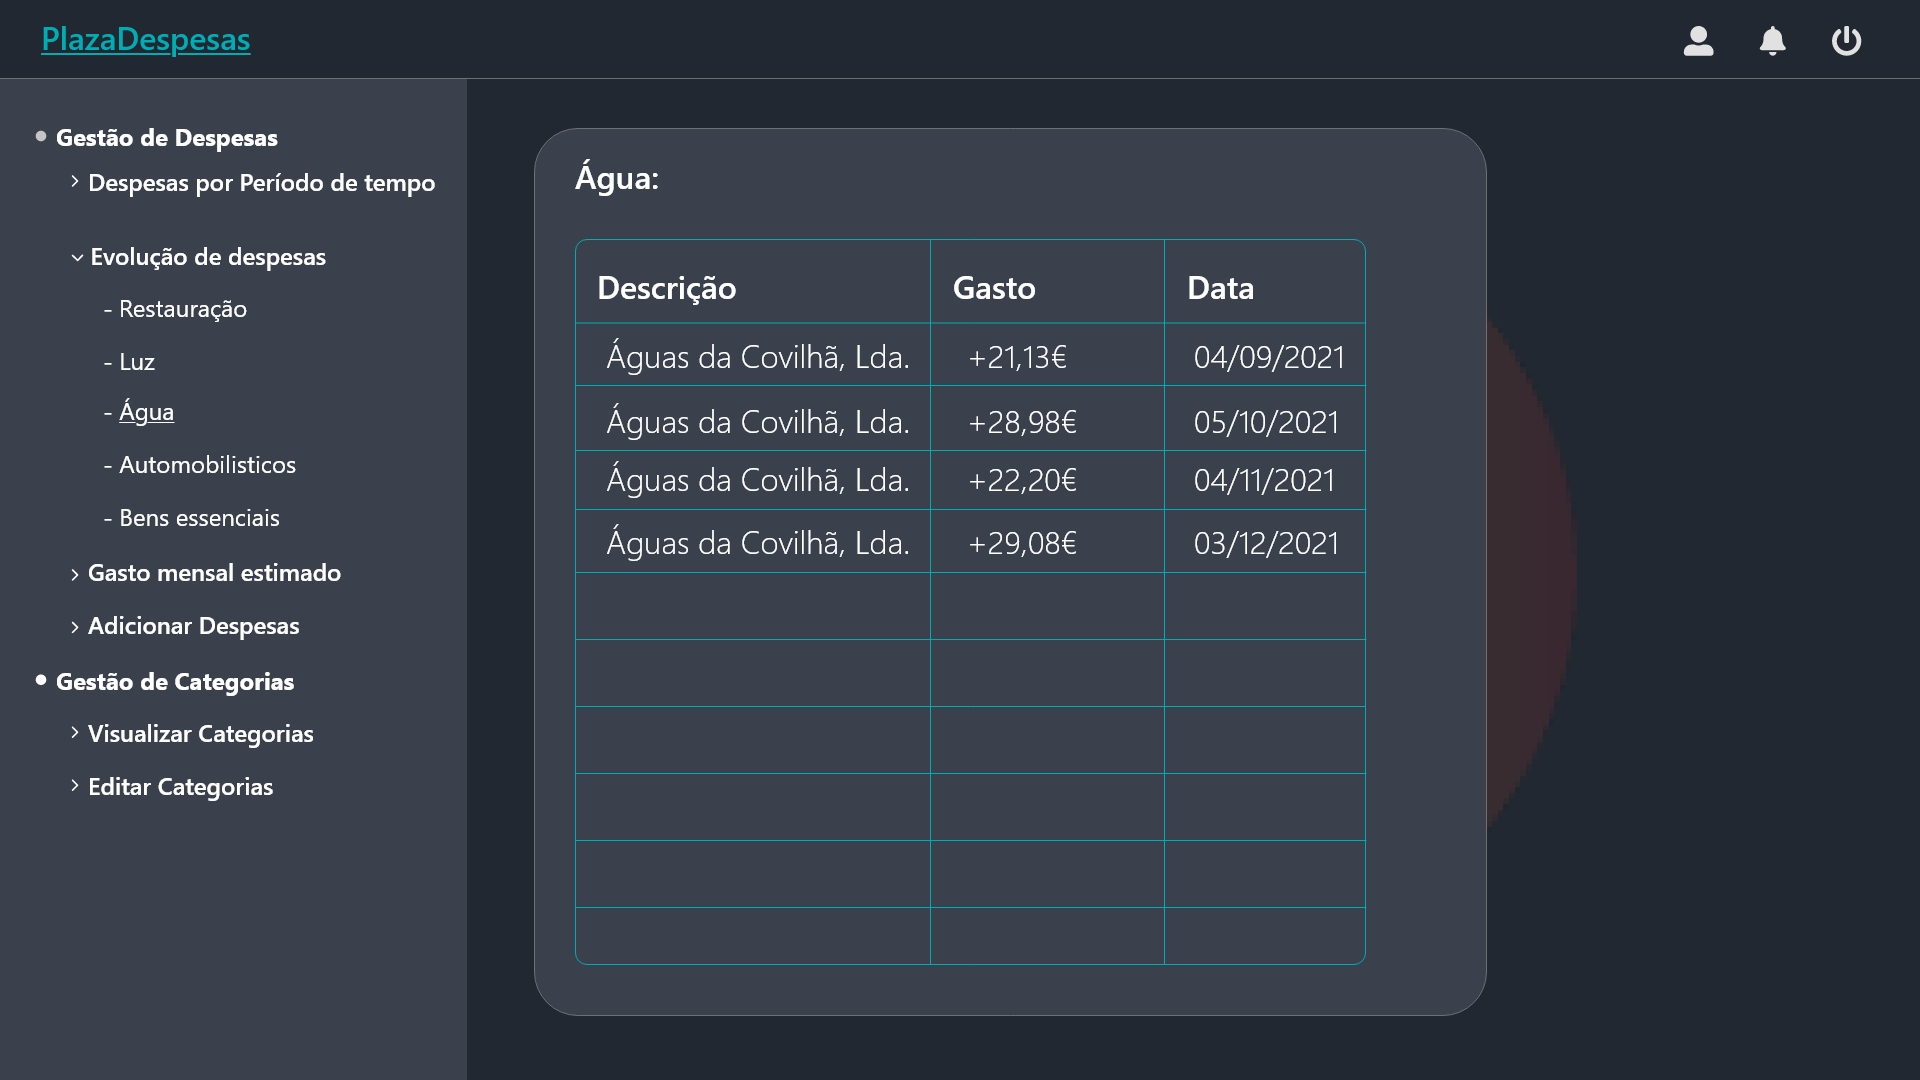 PlazaDespesas
Gestão de Despesas
Despesas por Período de tempo
Evolução de despesas
- Restauração
- Luz
- Água
- Automobilisticos
- Bens essenciais
Gasto mensal estimado
Adicionar Despesas
Gestão de Categorias
Visualizar Categorias
Editar Categorias
Água:
Descrição Gasto Data
Águas da Covilhã, Lda. +21,13€ 04/09/2021
Águas da Covilhã, Lda. +28,98€ 05/10/2021
Águas da Covilhã, Lda. +22,20€ 04/11/2021
Águas da Covilhã, Lda. +29,08€ 03/12/2021